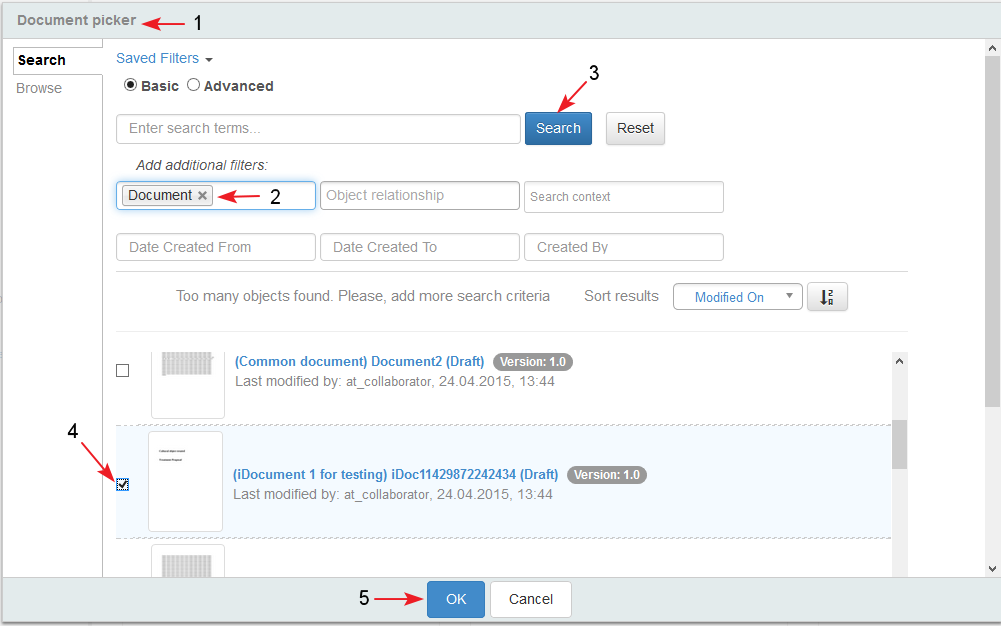 Document picker 1
Search
Browse
Saved Filters
Basic Advanced
3
Enter search terms... Search Reset
Add additional filters:
Document × 2 Object relationship Search context
Date Created From Date Created To Created By
Too many objects found. Please, add more search criteria Sort results Modified On
(Common document) Document2 (Draft) Version: 1.0
Last modified by: at_collaborator, 24.04.2015, 13:44
4
(iDocument 1 for testing) iDoc11429872242434 (Draft) Version: 1.0
Last modified by: at_collaborator, 24.04.2015, 13:44
5 OK Cancel